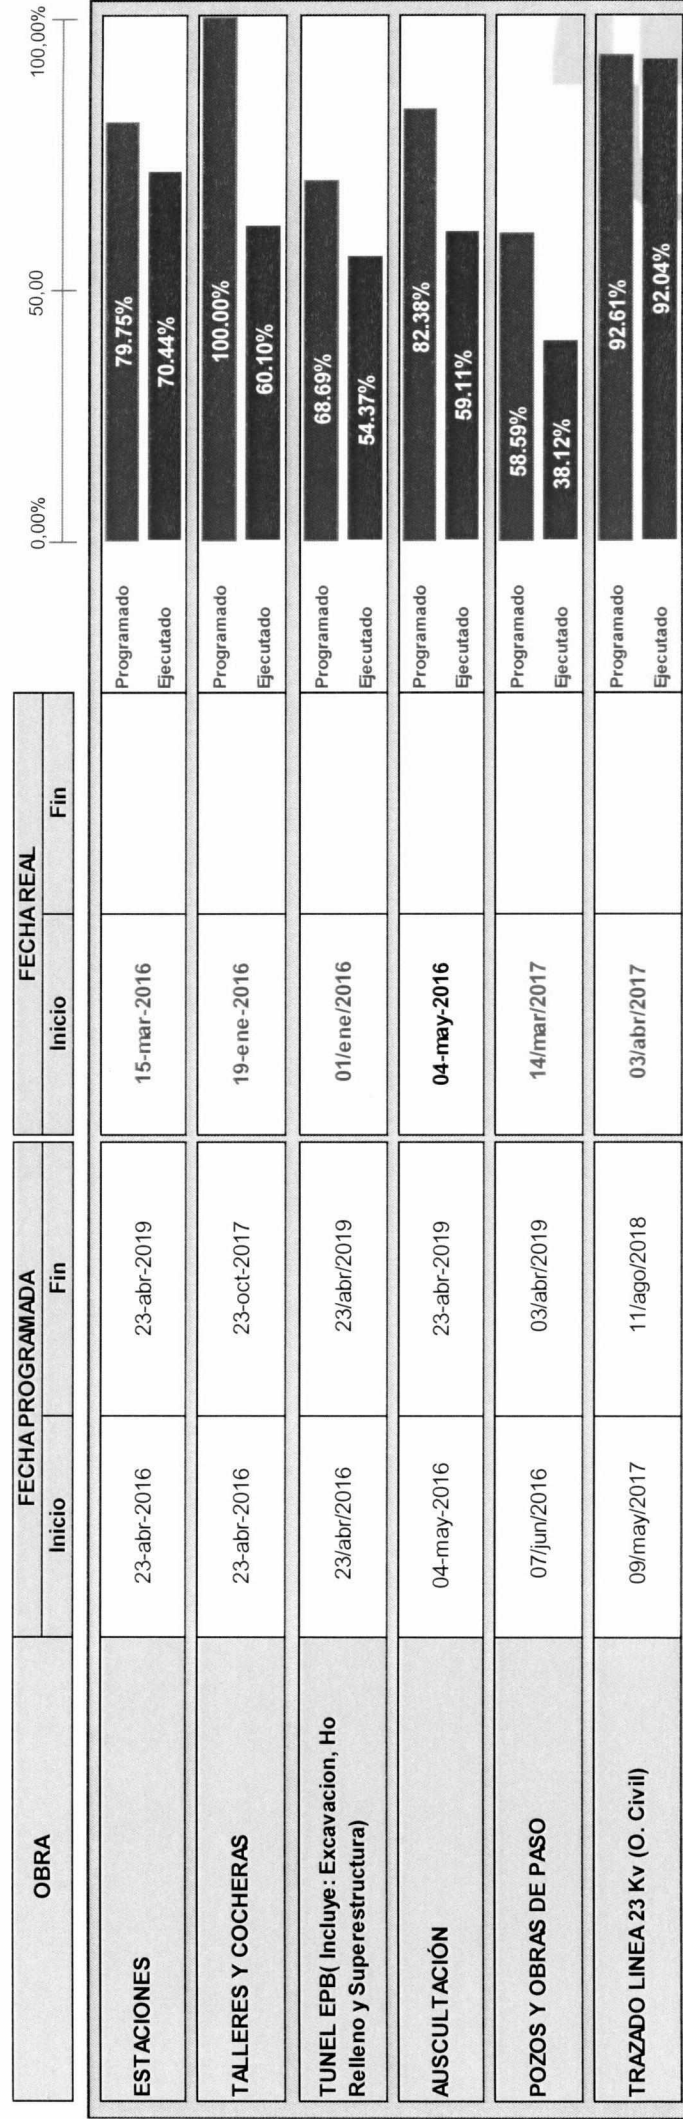 OBRA
FECHA PROGRAMADA
FECHA REAL
Inicio
Fin
Inicio
Fin
0,00%
50,00
100,00%
ESTACIONES
23-abr-2016
23-abr-2019
15-mar-2016
Programado
79.75%
Ejecutado
70.44%
TALLERES Y COCHERAS
23-abr-2016
23-oct-2017
19-ene-2016
Programado
100.00%
Ejecutado
60.10%
TUNEL EPB( Incluye: Excavacion, Ho
Relleno y Superestructura)
23/abr/2016
23/abr/2019
01/ene/2016
Programado
68.69%
Ejecutado
54.37%
AUSCULTACIÓN
04-may-2016
23-abr-2019
04-may-2016
Programado
82.38%
Ejecutado
59.11%
POZOS Y OBRAS DE PASO
07/jun/2016
03/abr/2019
14/mar/2017
Programado
58.59%
Ejecutado
38.12%
TRAZADO LINEA 23 Kv (O. Civil)
09/may/2017
11/ago/2018
03/abr/2017
Programado
92.61%
Ejecutado
92.04%